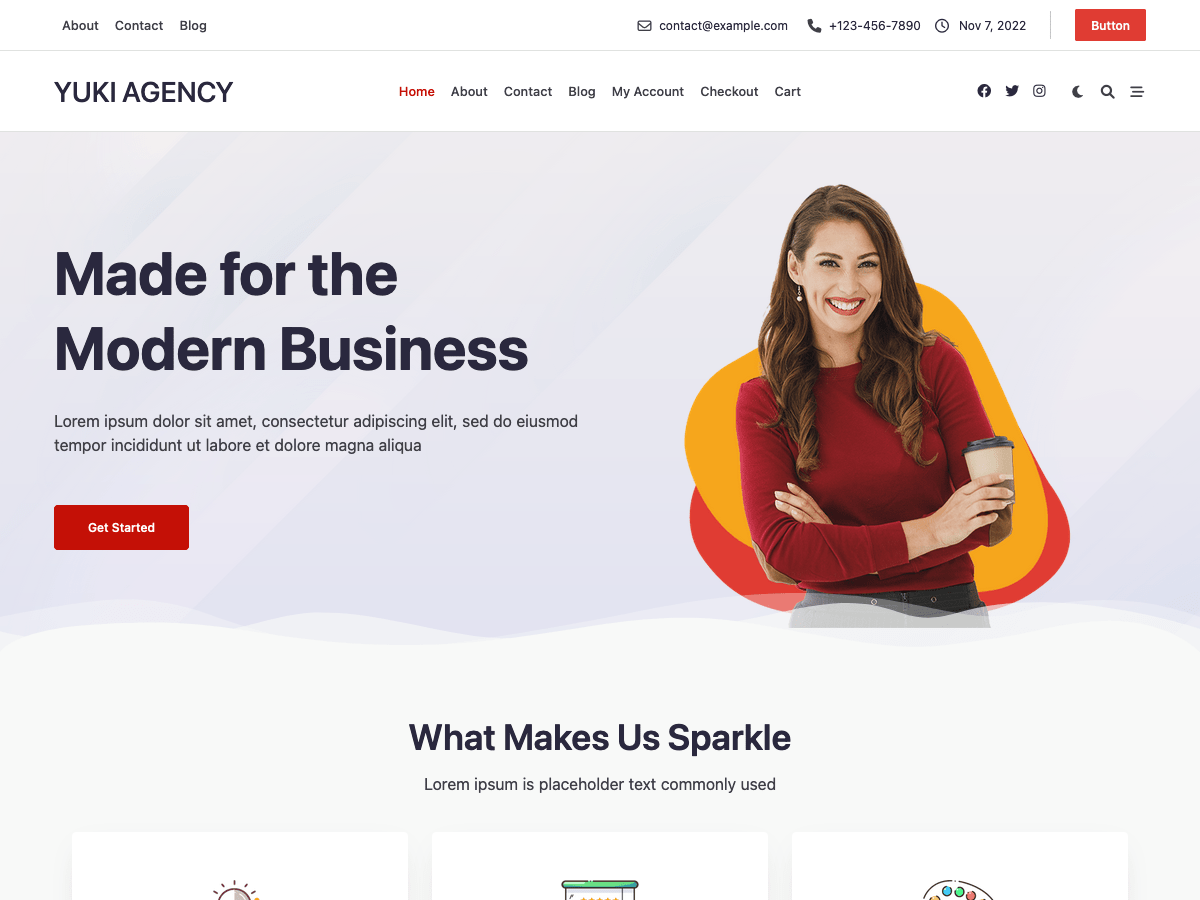 About Contact Blog
contact@example.com +123-456-7890 Nov 7, 2022 Button
YUKI AGENCY
Home About Contact Blog My Account Checkout Cart
Made for the
Modern Business
Lorem ipsum dolor sit amet, consectetur adipiscing elit, sed do eiusmod
tempor incididunt ut labore et dolore magna aliqua
Get Started
What Makes Us Sparkle
Lorem ipsum is placeholder text commonly used